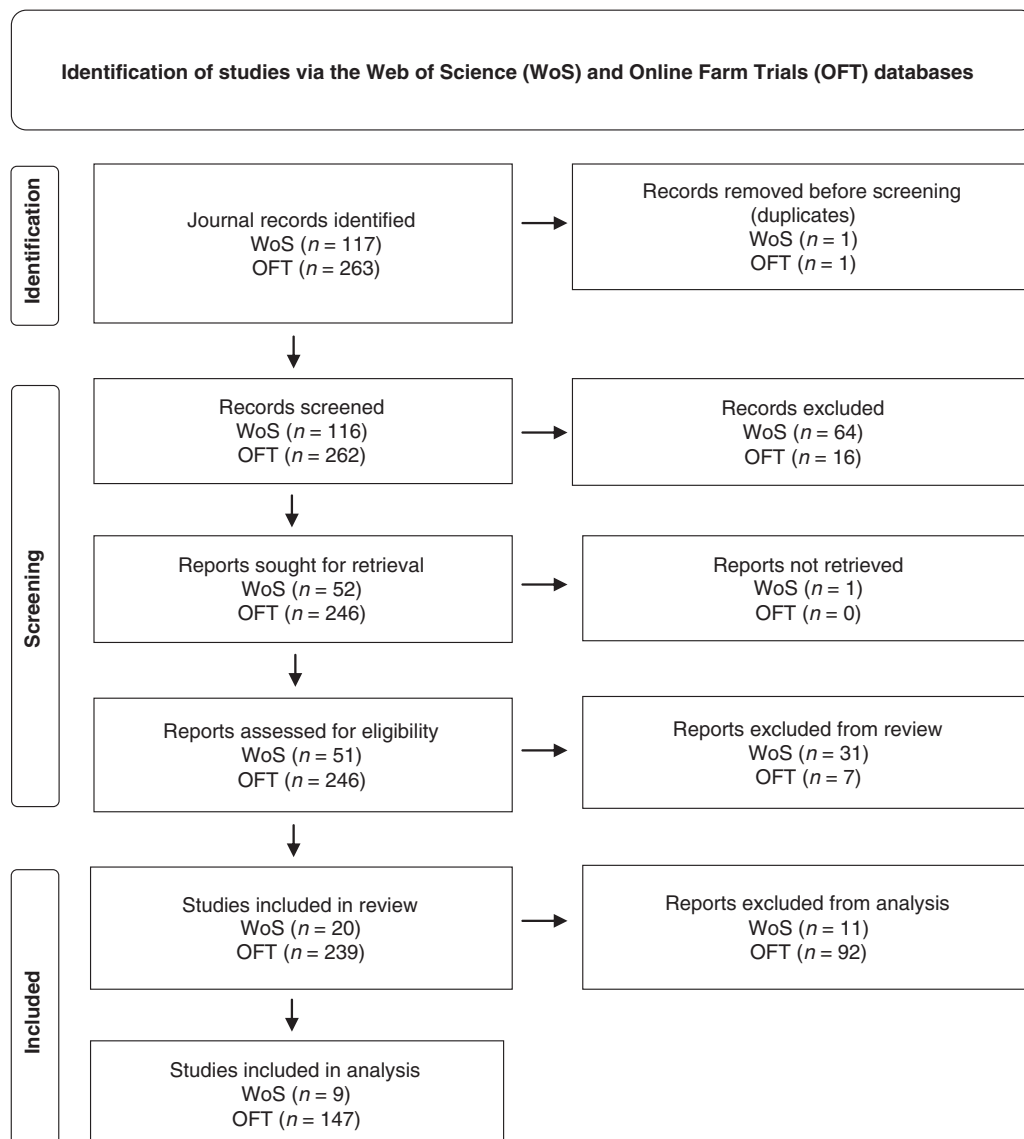 Identification of studies via the Web of Science (WoS) and Online Farm Trials (OFT) databases
Identification
Journal records identified
WoS (n = 117)
OFT (n = 263)
Records removed before screening
(duplicates)
WoS (n = 1)
OFT (n = 1)
Screening
Records screened
WoS (n = 116)
OFT (n = 262)
Records excluded
WoS (n = 64)
OFT (n = 16)
Reports sought for retrieval
WoS (n = 52)
OFT (n = 246)
Reports not retrieved
WoS (n = 1)
OFT (n = 0)
Reports assessed for eligibility
WoS (n = 51)
OFT (n = 246)
Reports excluded from review
WoS (n = 31)
OFT (n = 7)
Included
Studies included in review
WoS (n = 20)
OFT (n = 239)
Reports excluded from analysis
WoS (n = 11)
OFT (n = 92)
Studies included in analysis
WoS (n = 9)
OFT (n = 147)